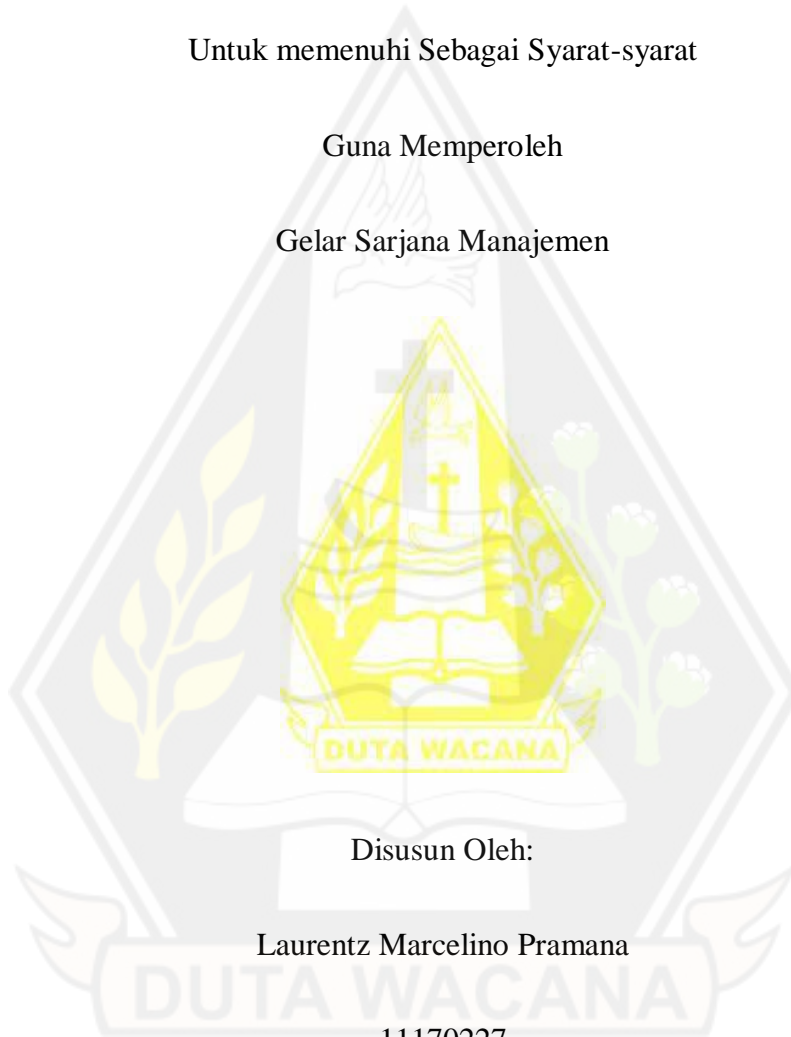 Untuk memenuhi Sebagai Syarat-syarat
Guna Memperoleh
Gelar Sarjana Manajemen
DUTA WACANA
Disusun Oleh:
Laurentz Marcelino Pramana
DUTA WACANA
11170227